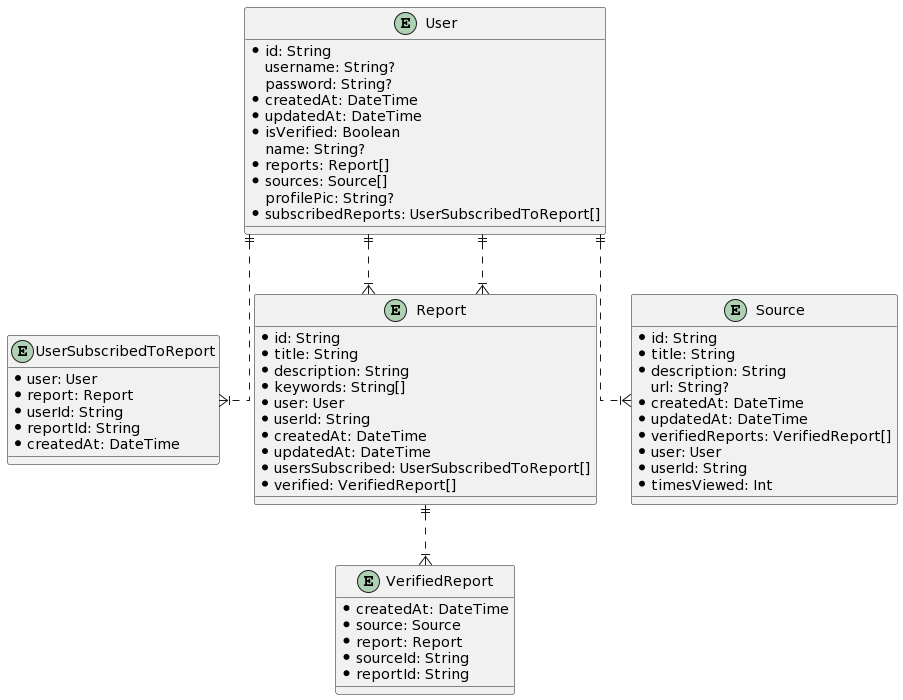 E User
id: String
username: String?
password: String?
createdAt: DateTime
updatedAt: DateTime
isVerified: Boolean
name: String?
reports: Report[]
sources: Source[]
profilePic: String?
subscribedReports: UserSubscribedToReport[]
E UserSubscribedToReport
user: User
report: Report
userId: String
reportId: String
createdAt: DateTime
E Report
id: String
title: String
description: String
keywords: String[]
user: User
userId: String
createdAt: DateTime
updatedAt: DateTime
usersSubscribed: UserSubscribedToReport[]
verified: VerifiedReport[]
E Source
id: String
title: String
description: String
url: String?
createdAt: DateTime
updatedAt: DateTime
verifiedReports: VerifiedReport[]
user: User
userId: String
timesViewed: Int
E VerifiedReport
createdAt: DateTime
source: Source
report: Report
sourceId: String
reportId: String